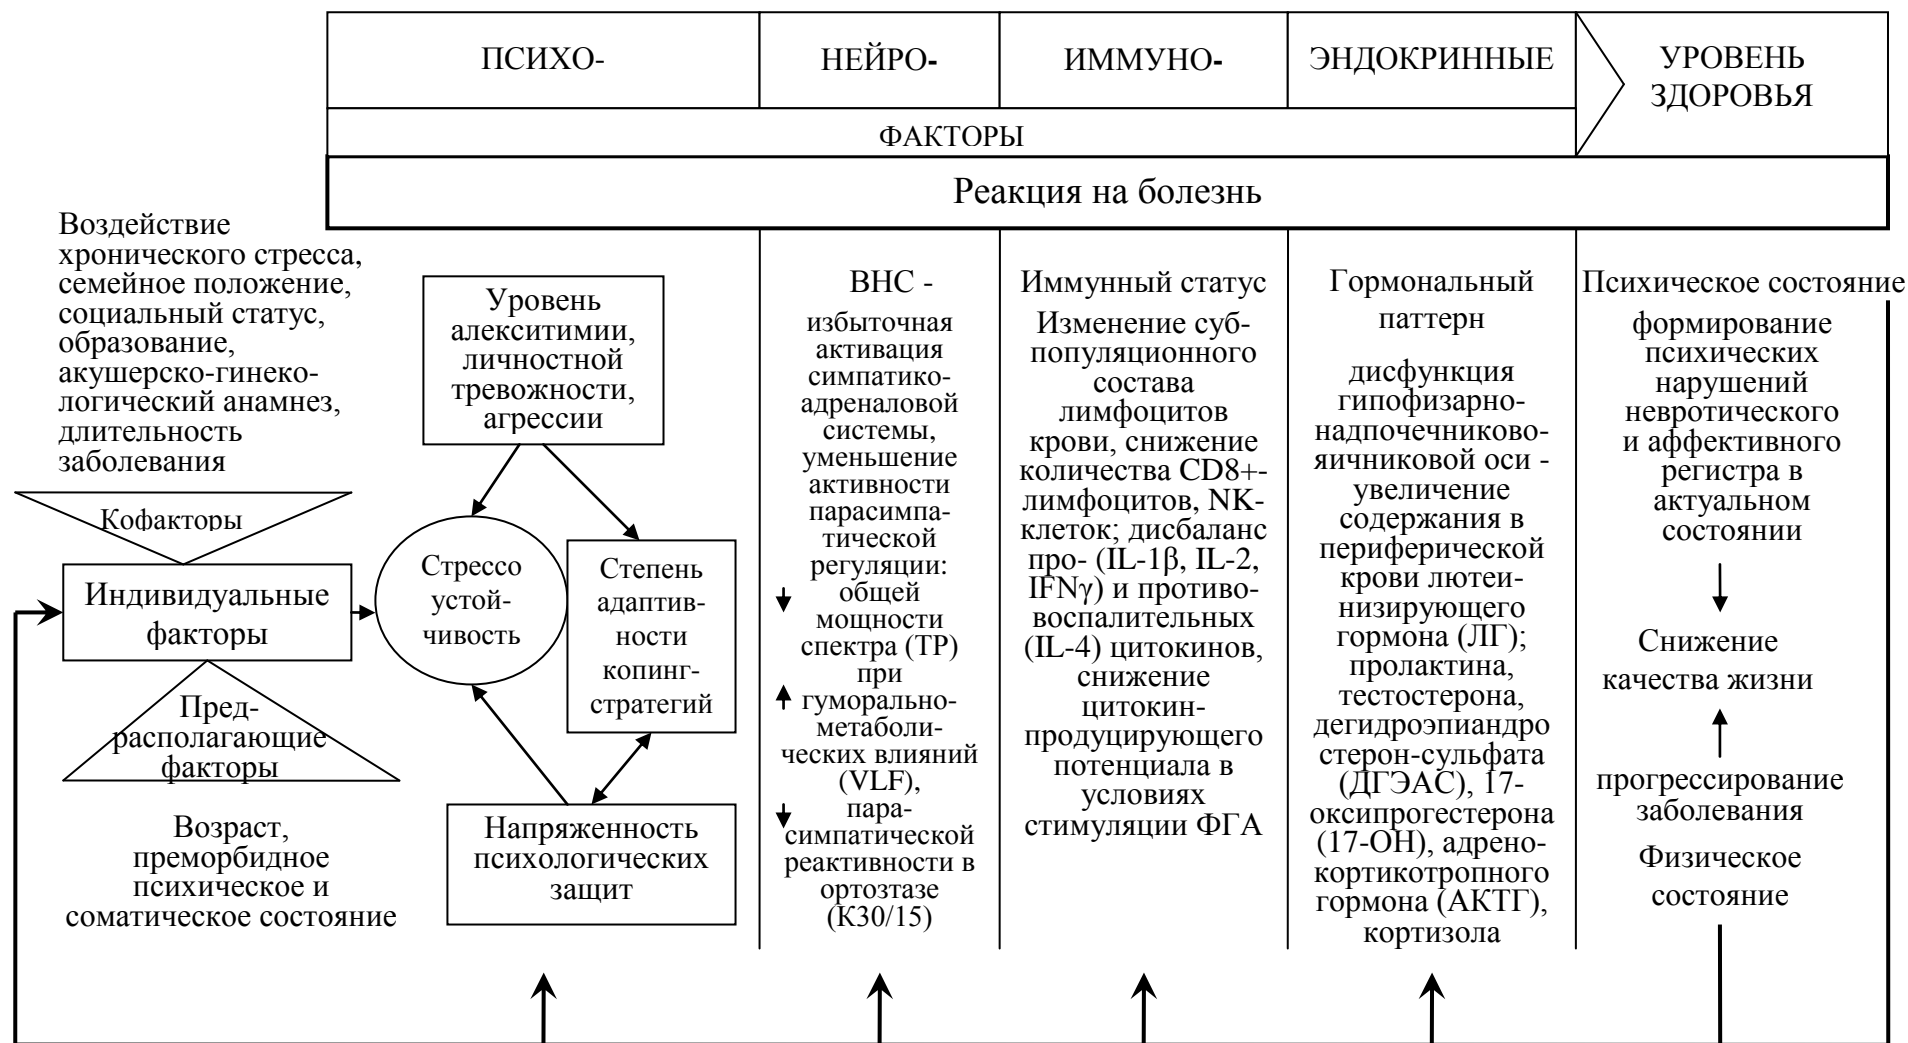 ПСИХО-
НЕЙРО-
ИММУНО-
ЭНДОКРИННЫЕ
УРОВЕНЬ
ЗДОРОВЬЯ
ФАКТОРЫ
Реакция на болезнь
Воздействие
хронического стресса,
семейное положение,
социальный статус,
образование,
акушерско-гинеко-
логический анамнез,
длительность
заболевания
Кофакторы
Индивидуальные
факторы
Пред-
располагающие
факторы
Возраст,
преморбидное
психическое и
соматическое состояние
Уровень
алекситимии,
личностной
тревожности,
агрессии
Стрессо
устой-
чивость
Степень
адаптив-
ности
копинг-
стратегий
Напряженность
психологических
защит
ВНС -
избыточная
активация
симпатико-
адреналовой
системы,
уменьшение
активности
парасимпа-
тической
регуляции:
↓ общей
мощности
спектра (TP)
при
↑ гуморально-
метаболи-
ческих влияний
(VLF),
↓ пара-
симпатической
реактивности в
ортозтазе
(К30/15)
Иммунный статус
Изменение суб-
популяционного
состава
лимфоцитов
крови, снижение
количества CD8+-
лимфоцитов, NK-
клеток; дисбаланс
про- (IL-1β, IL-2,
IFNγ) и противо-
воспалительных
(IL-4) цитокинов,
снижение
цитокин-
продуцирующего
потенциала в
условиях
стимуляции ФГА
Гормональный
паттерн
дисфункция
гипофизарно-
надпочечниково-
яичниковой оси -
увеличение
содержания в
периферической
крови лютеи-
низирующего
гормона (ЛГ);
пролактина,
тестостерона,
дегидроэпиандро
стерон-сульфата
(ДГЭАС), 17-
оксипрогестерона
(17-ОН), адрено-
кортикотропного
гормона (АКТГ),
кортизола
Психическое состояние
формирование
психических
нарушений
невротического
и аффективного
регистра в
актуальном
состоянии
Снижение
качества жизни
прогрессирование
заболевания
Физическое
состояние